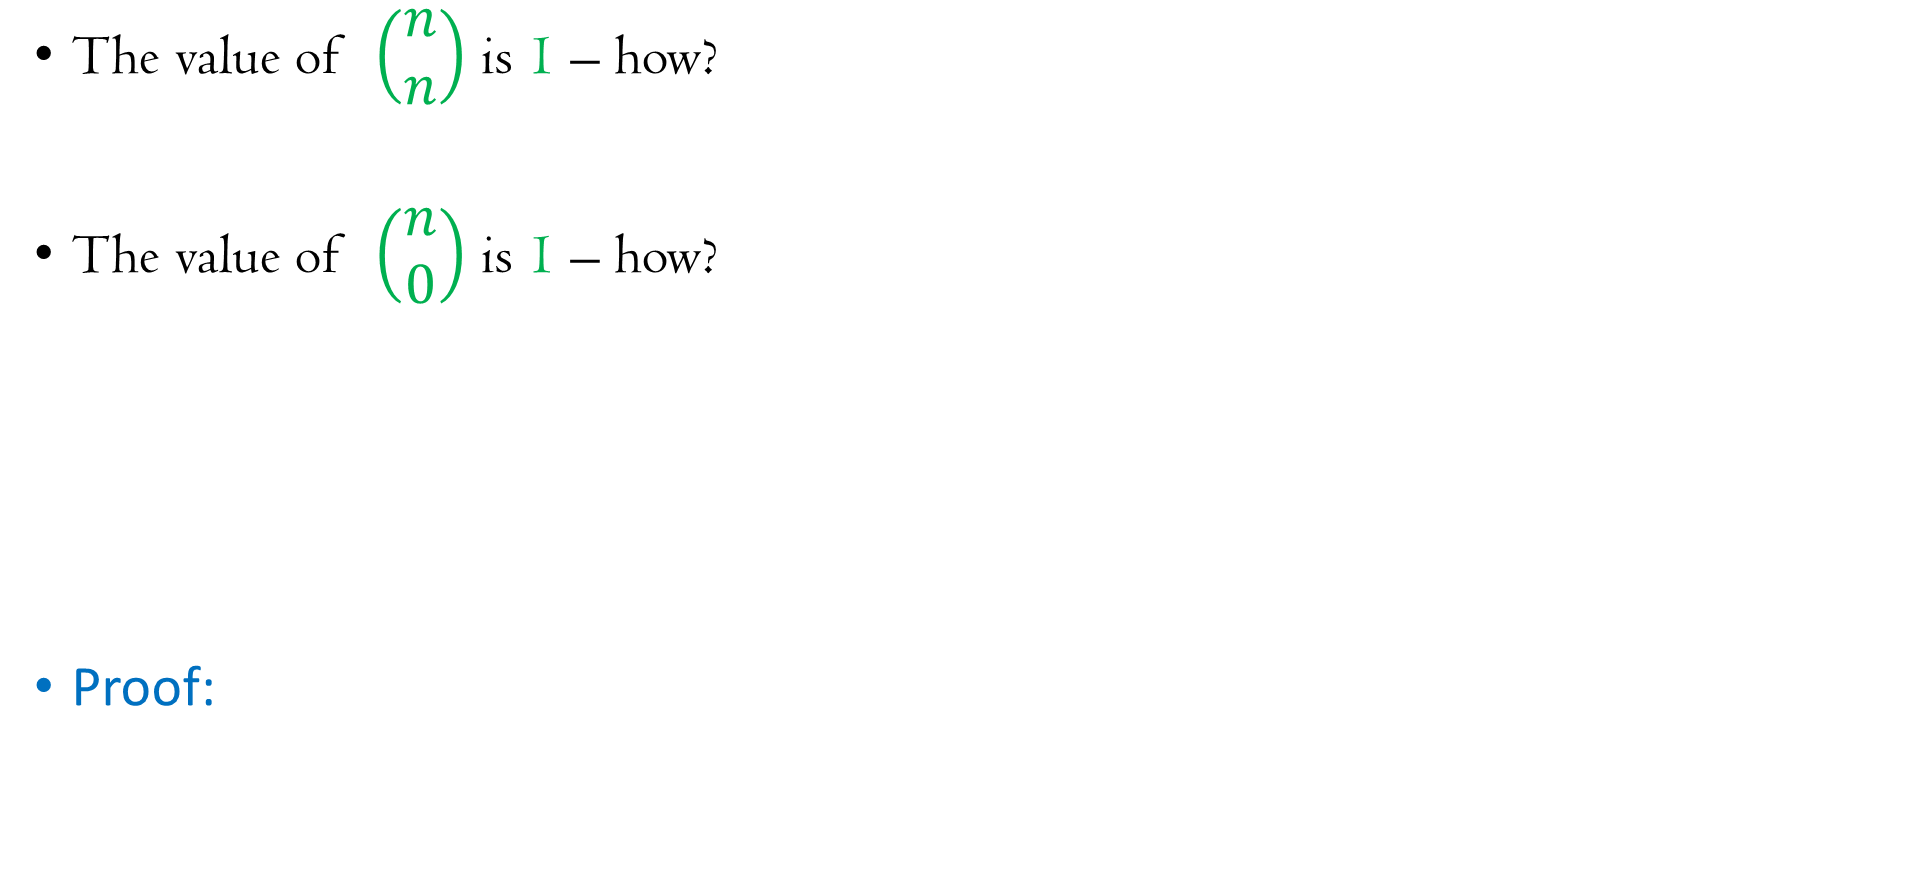 • The value of (n n) is 1 – how?
• The value of (n 0) is 1 – how?
• Proof: